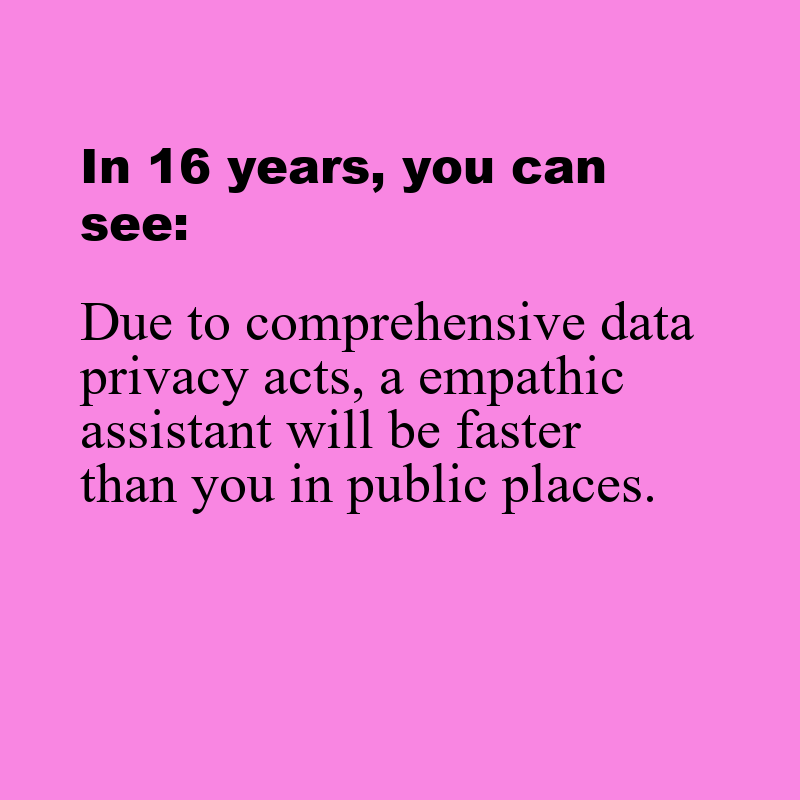 In 16 years, you can
see:
Due to comprehensive data
privacy acts, a empathic
assistant will be faster
than you in public places.